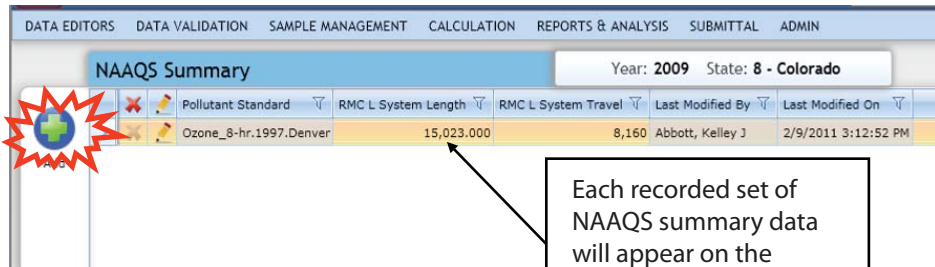 DATA EDITORS DATA VALIDATION SAMPLE MANAGEMENT CALCULATION REPORTS & ANALYSIS SUBMITTAL ADMIN
NAAQS Summary Year: 2009 State: 8 - Colorado
Pollutant Standard RMC L System Length RMC L System Travel Last Modified By Last Modified On
Ozone_8-hr.1997.Denver 15,023.000 8,160 Abbott, Kelley J 2/9/2011 3:12:52 PM
Each recorded set of
NAAQS summary data
will appear on the